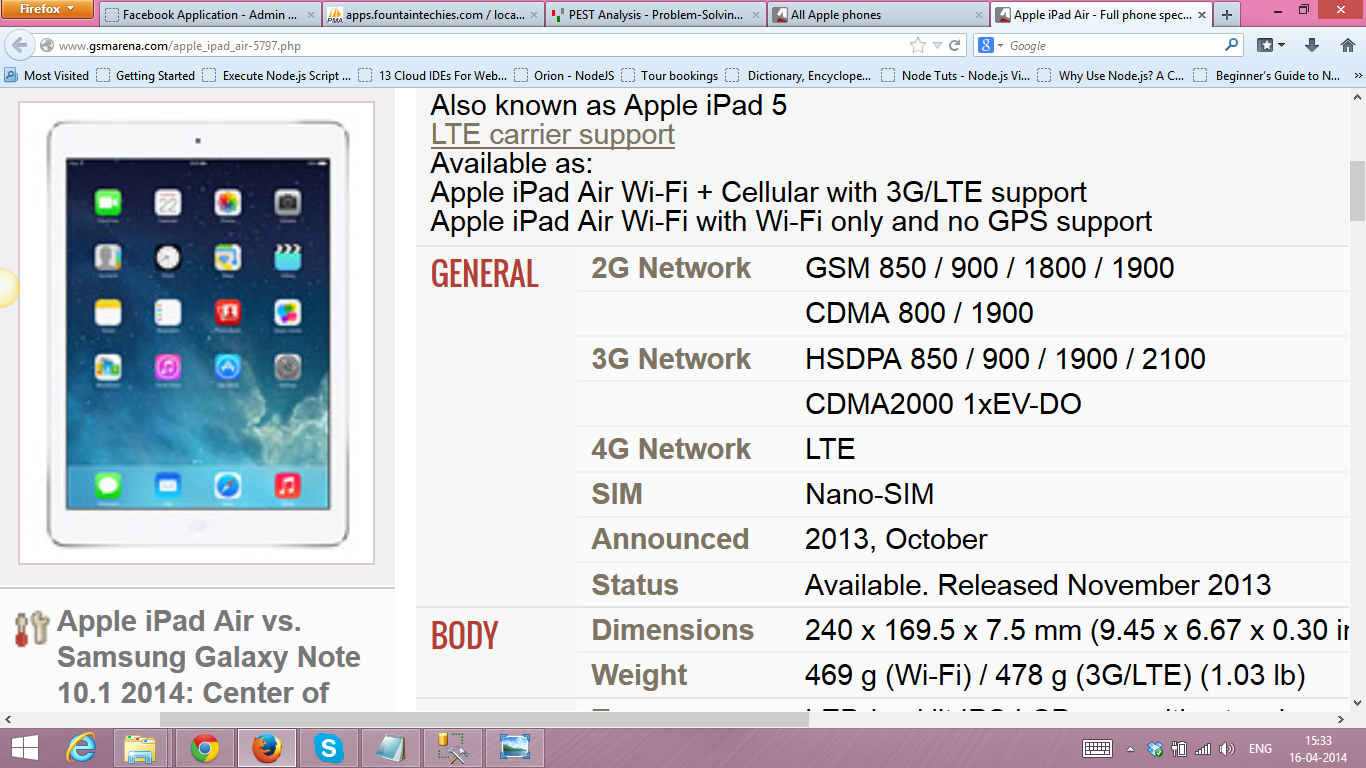 Firefox
Facebook Application - Admin ...
apps.fountaintechies.com / loca...
PEST Analysis - Problem-Solvin...
All Apple phones
Apple iPad Air - Full phone spec...
www.gsmarena.com/apple_ipad_air-5797.php
Google
Most Visited
Getting Started
Execute Node.js Script ...
13 Cloud IDEs For Web...
Orion - NodeJS
Tour bookings
Dictionary, Encyclope...
Node Tuts - Node.js Vi...
Why Use Node.js? A C...
Beginner's Guide to N...
Also known as Apple iPad 5
LTE carrier support
Available as:
Apple iPad Air Wi-Fi + Cellular with 3G/LTE support
Apple iPad Air Wi-Fi with Wi-Fi only and no GPS support
GENERAL 2G Network GSM 850 / 900 / 1800 / 1900
CDMA 800 / 1900
3G Network HSDPA 850 / 900 / 1900 / 2100
CDMA2000 1xEV-DO
4G Network LTE
SIM Nano-SIM
Announced 2013, October
Status Available. Released November 2013
BODY Dimensions 240 x 169.5 x 7.5 mm (9.45 x 6.67 x 0.30 in
Weight 469 g (Wi-Fi) / 478 g (3G/LTE) (1.03 lb)
Apple iPad Air vs.
Samsung Galaxy Note
10.1 2014: Center of
ENG
15:33
16-04-2014